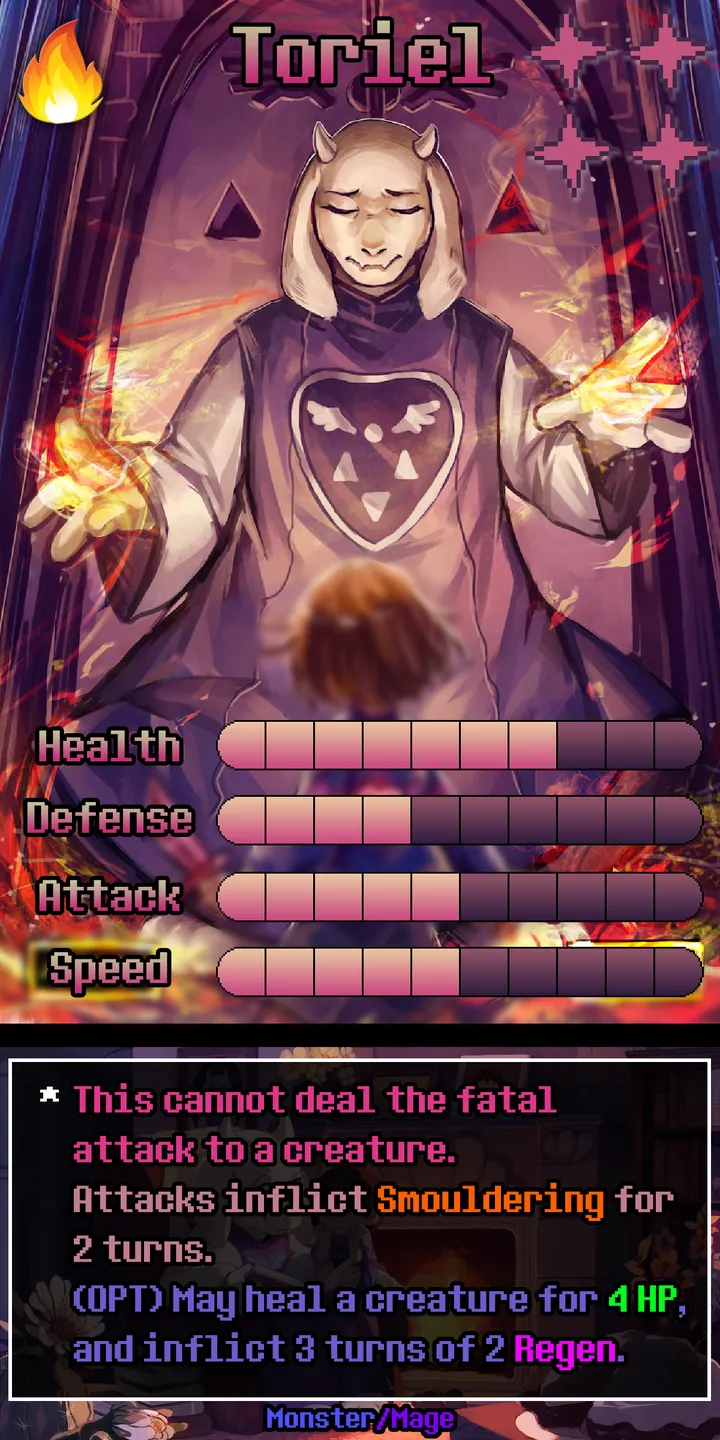 Toriel
Health
Defense
Attack
Speed
* This cannot deal the fatal
attack to a creature.
Attacks inflict Smouldering for
2 turns.
(OPT) May heal a creature for 4 HP,
and inflict 3 turns of 2 Regen.
Monster/Mage